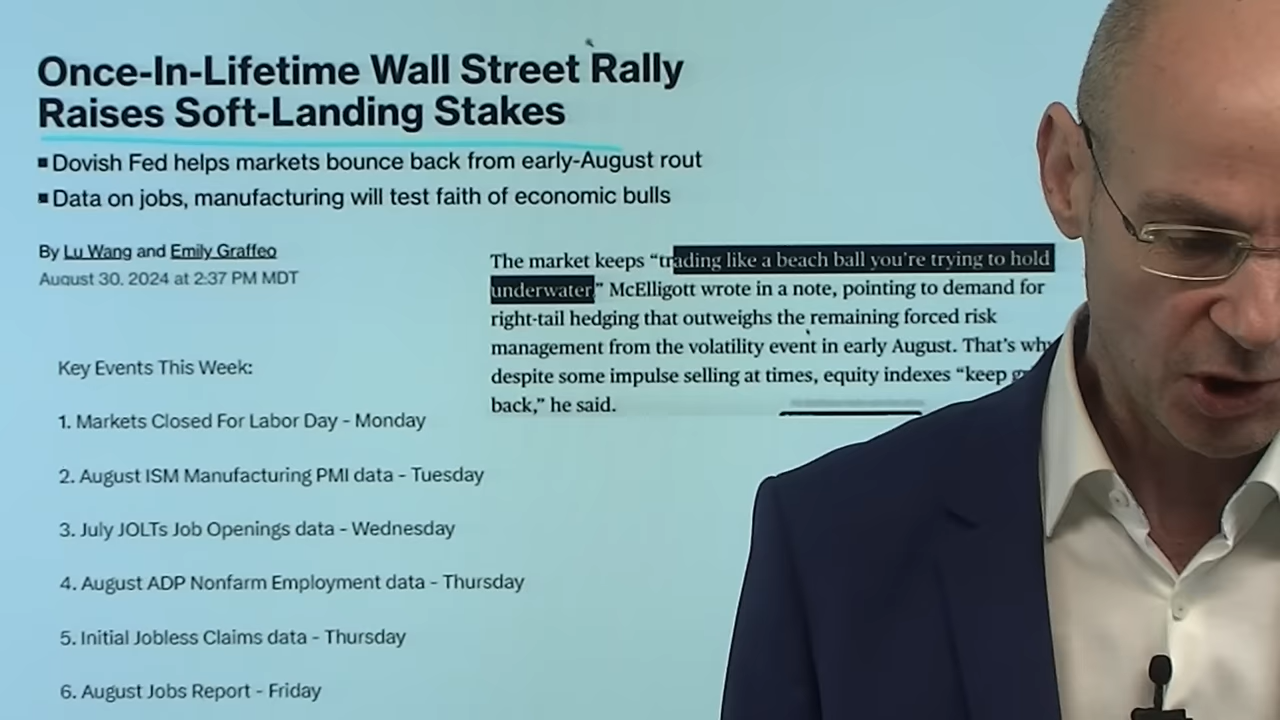 Once-In-Lifetime Wall Street Rally
Raises Soft-Landing Stakes
▪ Dovish Fed helps markets bounce back from early-August rout
▪ Data on jobs, manufacturing will test faith of economic bulls
By Lu Wang and Emily Graffeo
August 30, 2024 at 2:37 PM MDT
The market keeps “trading like a beach ball you’re trying to hold
underwater,” McElligott wrote in a note, pointing to demand for
right-tail hedging that outweighs the remaining forced risk
management from the volatility event in early August. That’s why
despite some impulse selling at times, equity indexes “keep
back,” he said.
Key Events This Week:
1. Markets Closed For Labor Day - Monday
2. August ISM Manufacturing PMI data - Tuesday
3. July JOLTs Job Openings data - Wednesday
4. August ADP Nonfarm Employment data - Thursday
5. Initial Jobless Claims data - Thursday
6. August Jobs Report - Friday